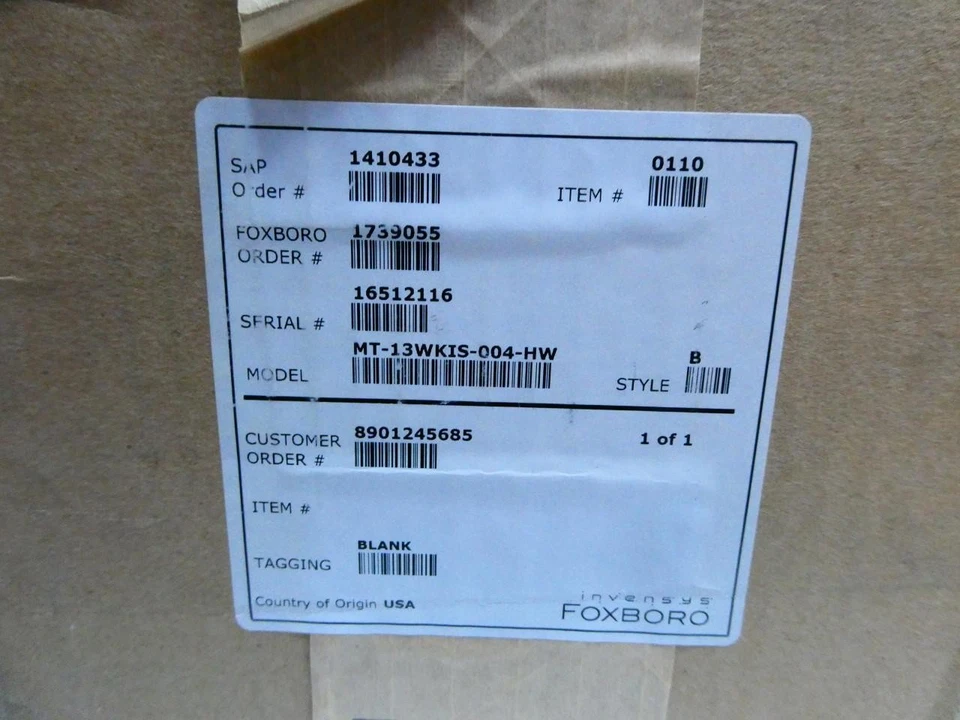 SAP 1410433 0110
Order # ITEM #
FOXBORO 1739055
ORDER #
16512116
SERIAL #
MT-13WKIS-004-HW B
MODEL STYLE
CUSTOMER 8901245685 1 of 1
ORDER #
ITEM #
BLANK
TAGGING
Country of Origin USA
invensys
FOXBORO